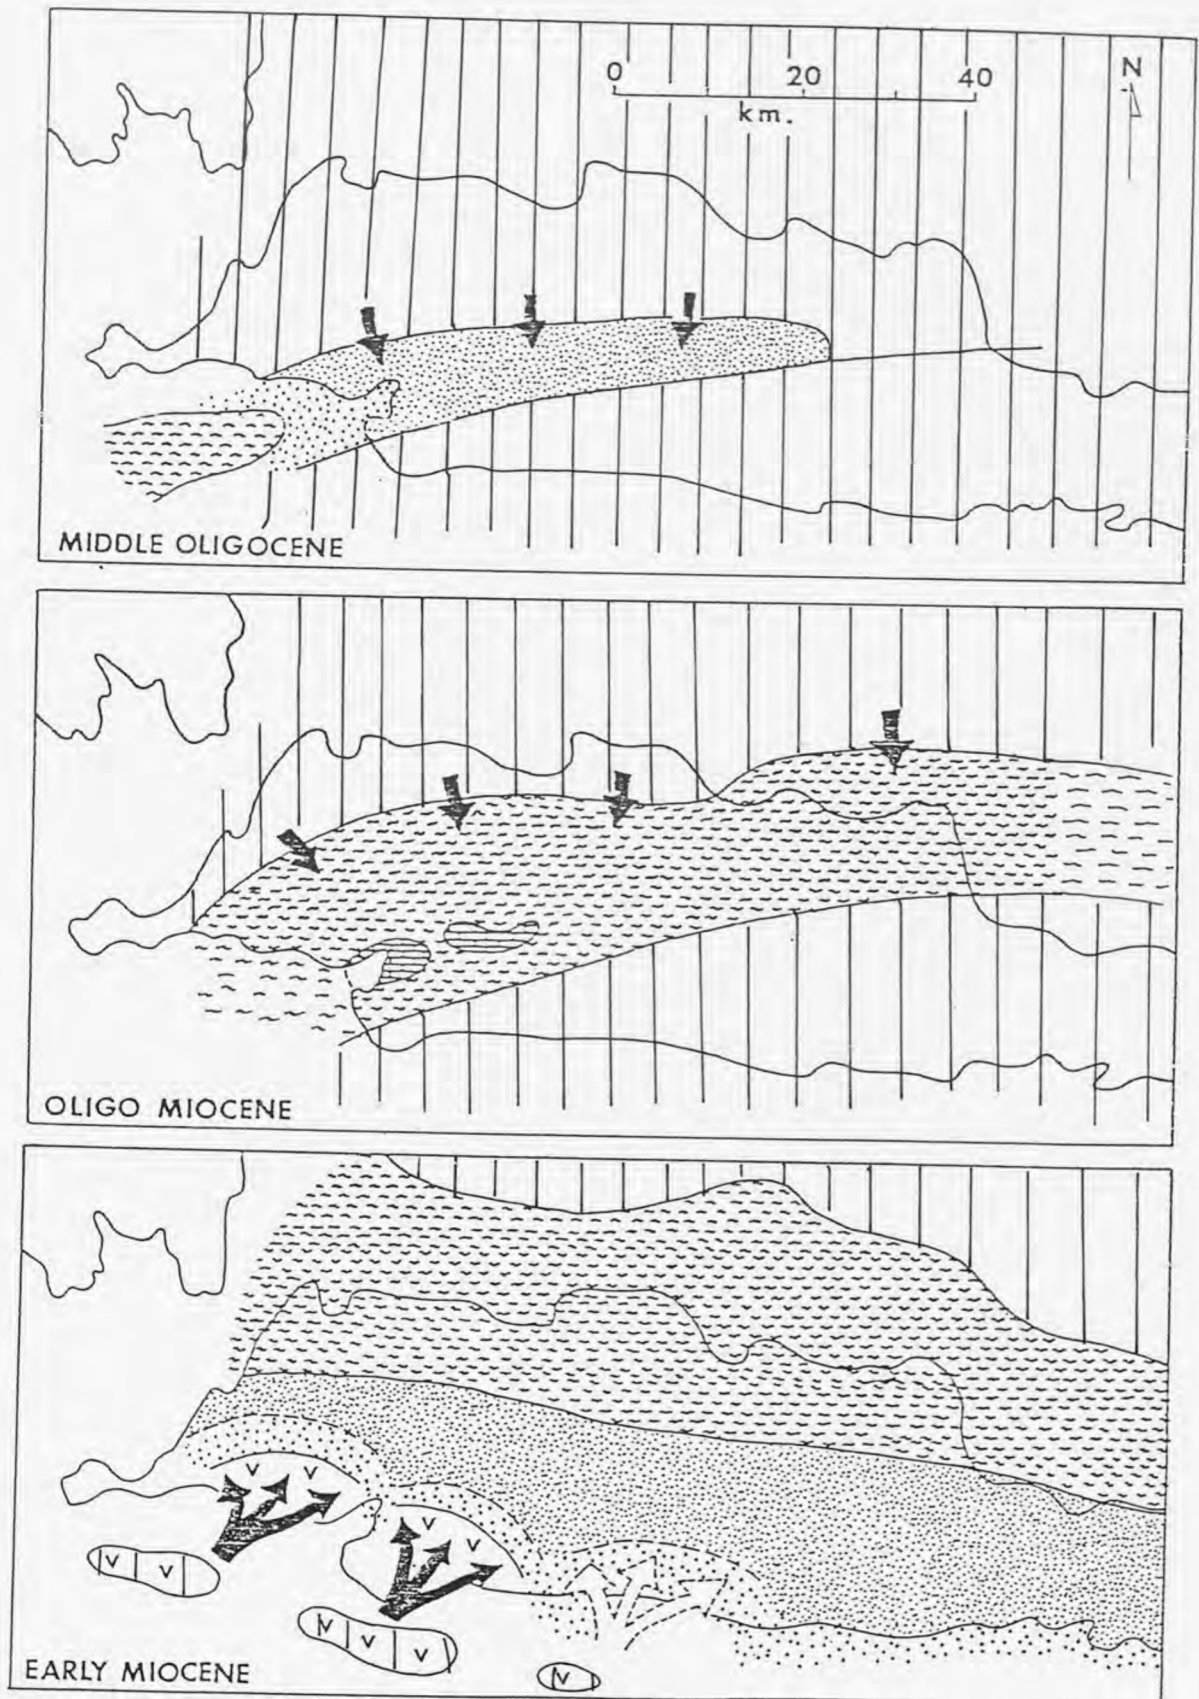 0 20 40
km.
N
MIDDLE OLIGOCENE
OLIGO MIOCENE
V V
V
V V
V V
V V V
V
EARLY MIOCENE